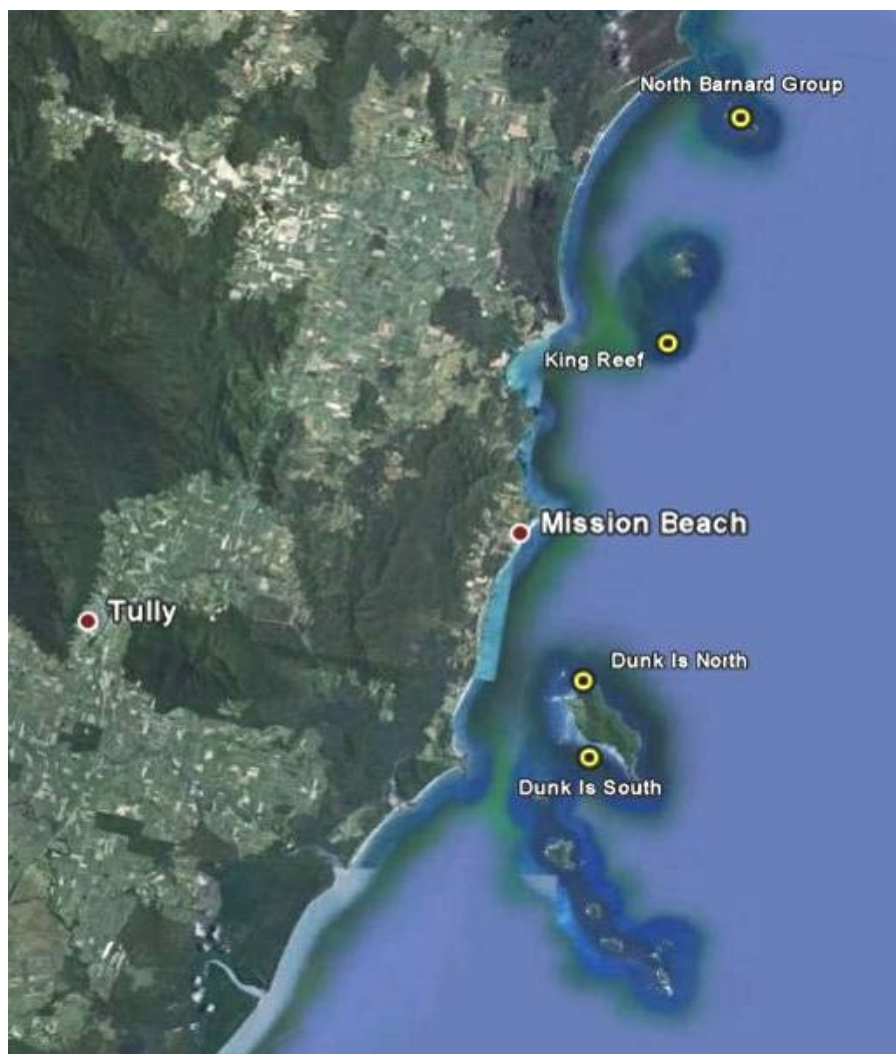 North Barnard Group
King Reef
Mission Beach
Tully
Dunk Is North
Dunk Is South